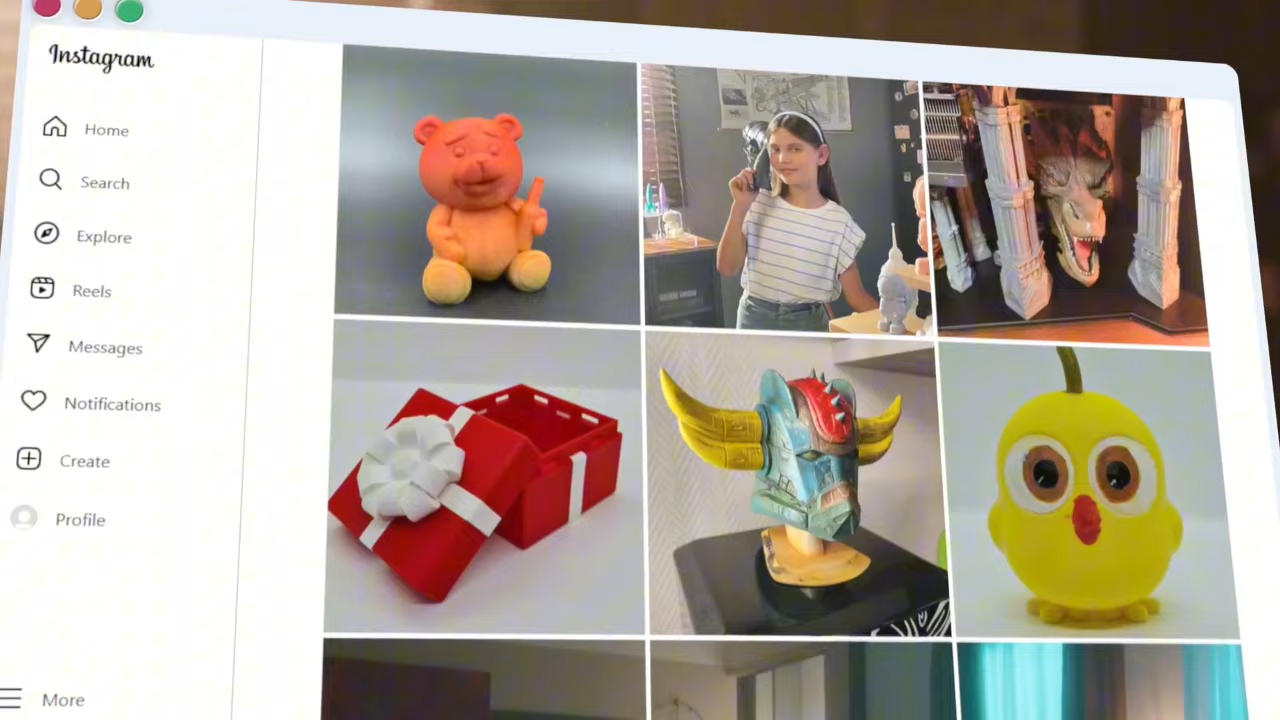 Instagram
Home
Search
Explore
Reels
Messages
Notifications
Create
Profile
More